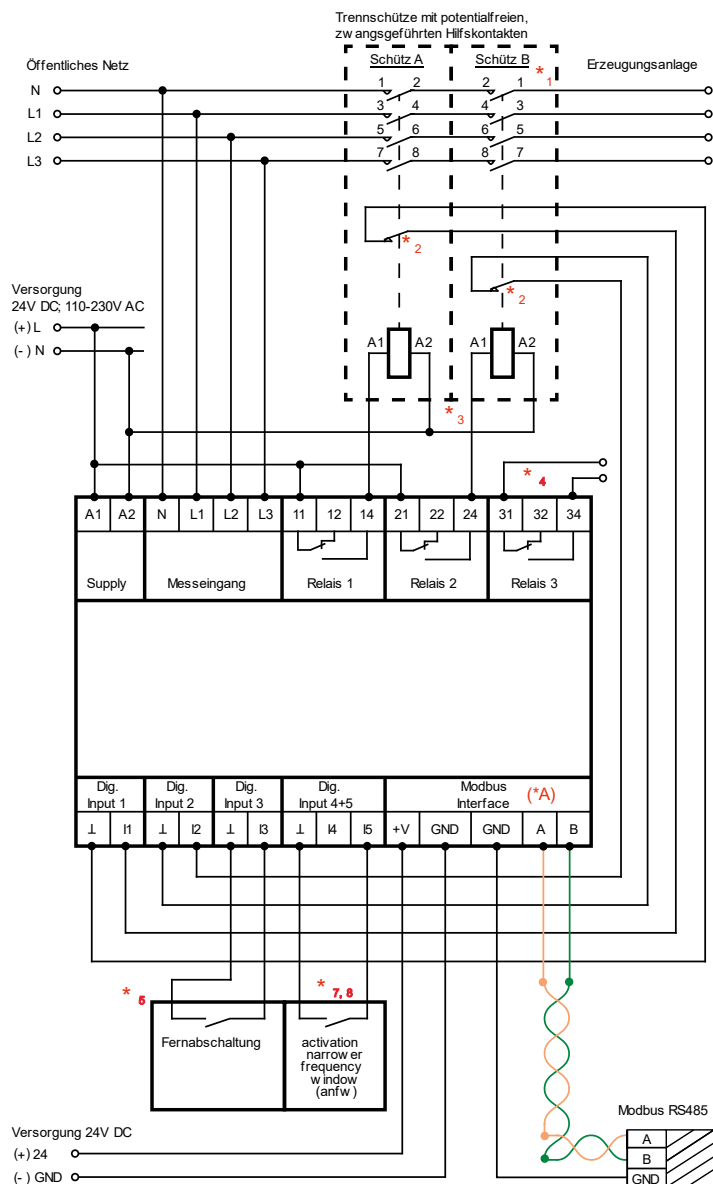 Trennschütze mit potentialfreien,
zwangsgeführten Hilfskontakten
Öffentliches Netz
Schütz A
Schütz B
*1
Erzeugungsanlage
N
1 2
2 1
L1
3 4
4 3
L2
5 6
6 5
L3
7 8
8 7
*2
*2
Versorgung
24V DC; 110-230V AC
(+) L
(-) N
A1 A2
A1 A2
*3
*4
A1 A2 N L1 L2 L3 11 12 14 21 22 24 31 32 34
Supply Messeingang Relais 1 Relais 2 Relais 3
Dig.
Input 1
Dig.
Input 2
Dig.
Input 3
Dig.
Input 4+5
Modbus
Interface
(*A)
⊥ I1 ⊥ I2 ⊥ I3 ⊥ I4 I5 +V GND GND A B
*5
*7, 8
Fernabschaltung
activation
narrower
frequency
window
(anfw)
Versorgung 24V DC
(+) 24
(-) GND
Modbus RS485
A
B
GND